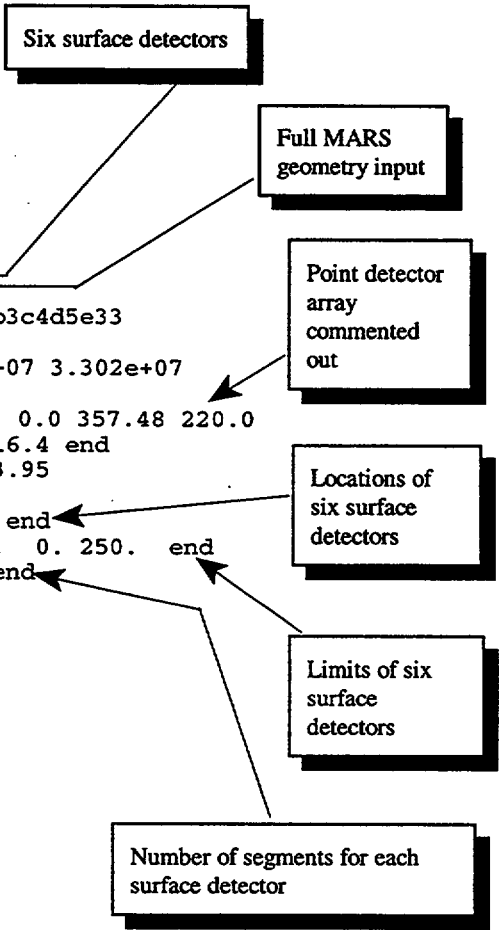 Six surface detectors
Full MARS
geometry input
Point detector
array
commented
out
o3c4d5e33
-07 3.302e+07
0.0 357.48 220.0
.6.4 end
.95
end
0. 250. end
end
Locations of
six surface
detectors
Limits of six
surface
detectors
Number of segments for each
surface detector